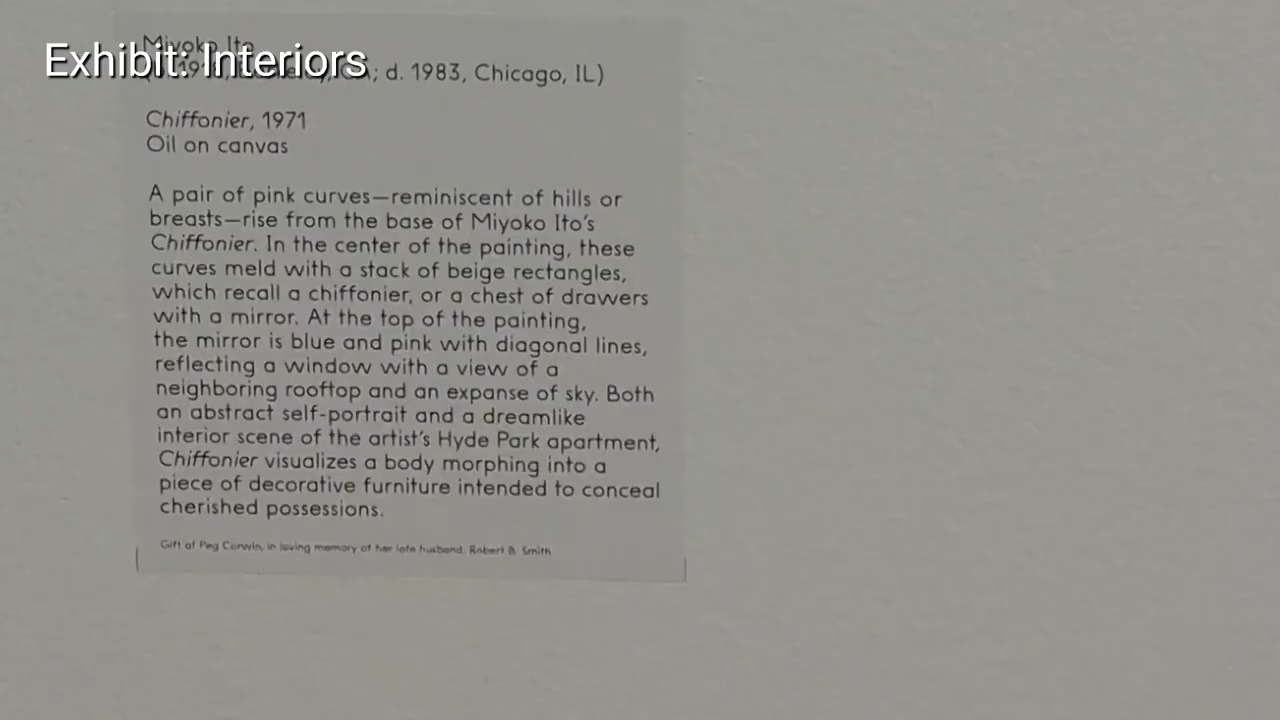 Exhibit: Interiors
Miyoko Ito
d. 1983, Chicago, IL)
Chiffonier, 1971
Oil on canvas
A pair of pink curves—reminiscent of hills or
breasts—rise from the base of Miyoko Ito’s
Chiffonier. In the center of the painting, these
curves meld with a stack of beige rectangles,
which recall a chiffonier, or a chest of drawers
with a mirror. At the top of the painting,
the mirror is blue and pink with diagonal lines,
reflecting a window with a view of a
neighboring rooftop and an expanse of sky. Both
an abstract self-portrait and a dreamlike
interior scene of the artist’s Hyde Park apartment,
Chiffonier visualizes a body morphing into a
piece of decorative furniture intended to conceal
cherished possessions.
Gift of Peg Corwin, in loving memory of her late husband, Robert B. Smith